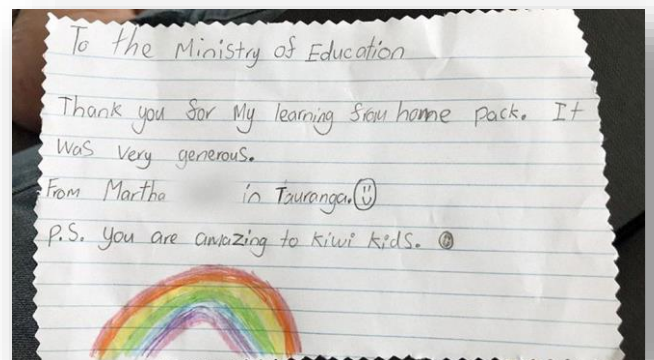 To the Ministry of Education
Thank you for My learning from home pack. It
Was very generous.
From Martha in Tauranga.
P.S. you are amazing to kiwi kids.